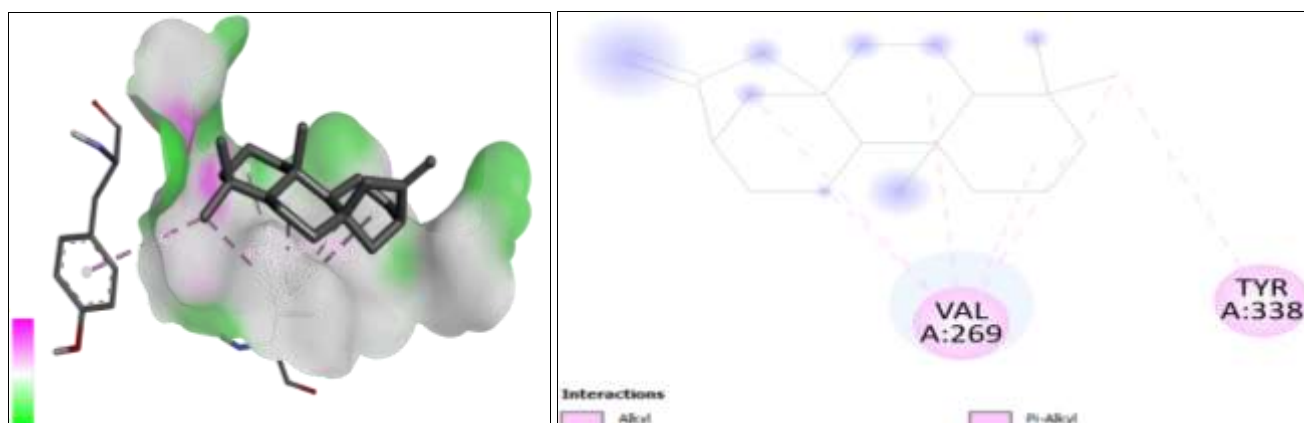 VAL
A:269
TYR
A:338
Interactions
Alkyl
Pi-Alkyl